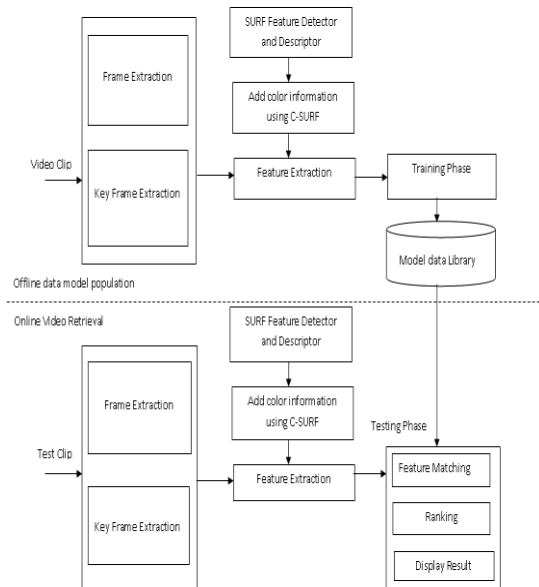 SURF Feature Detector
and Descriptor
Frame Extraction
Add color information
using C-SURF
Video Clip
Key Frame Extraction
Feature Extraction
Training Phase
Model data Library
Offline data model population
Online Video Retrieval
SURF Feature Detector
and Descriptor
Frame Extraction
Add color information
using C-SURF
Testing Phase
Test Clip
Key Frame Extraction
Feature Extraction
Feature Matching
Ranking
Display Result